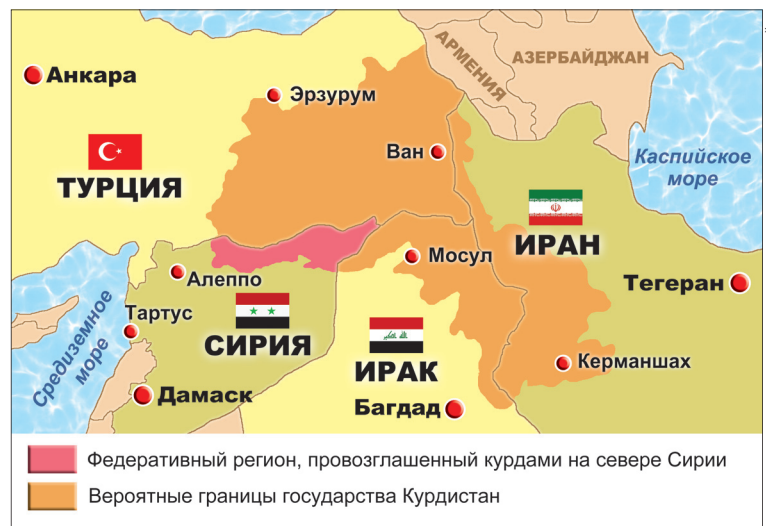 АРМЕНИЯ
АЗЕРБАЙДЖАН
Анкара
Эрзурум
Ван
Каспийское
море
ТУРЦИЯ
ИРАН
Мосул
Алеппо
Тегеран
Тартус
Средиземное
море
СИРИЯ
ИРАК
Керманшах
Дамаск
Багдад
Федеративный регион, провозглашенный курдами на севере Сирии
Вероятные границы государства Курдистан